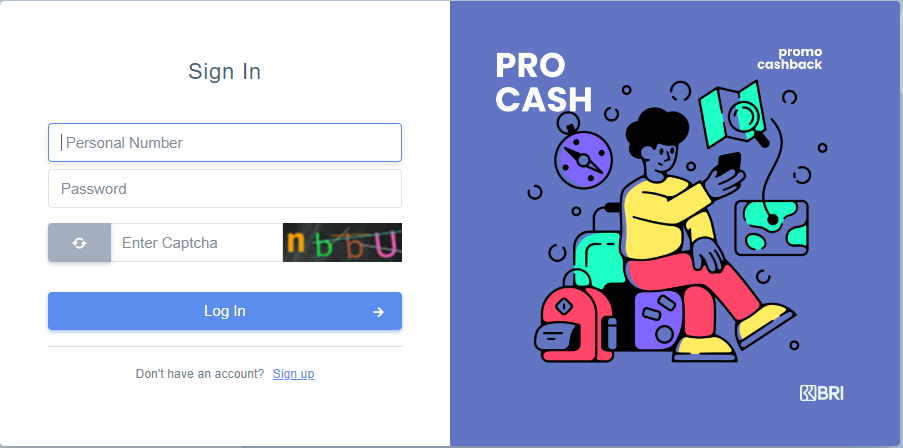 Sign In
Personal Number
Password
Enter Captcha
nbbU
Log In
Don't have an account? Sign up
PRO
CASH
promo
cashback
BRI